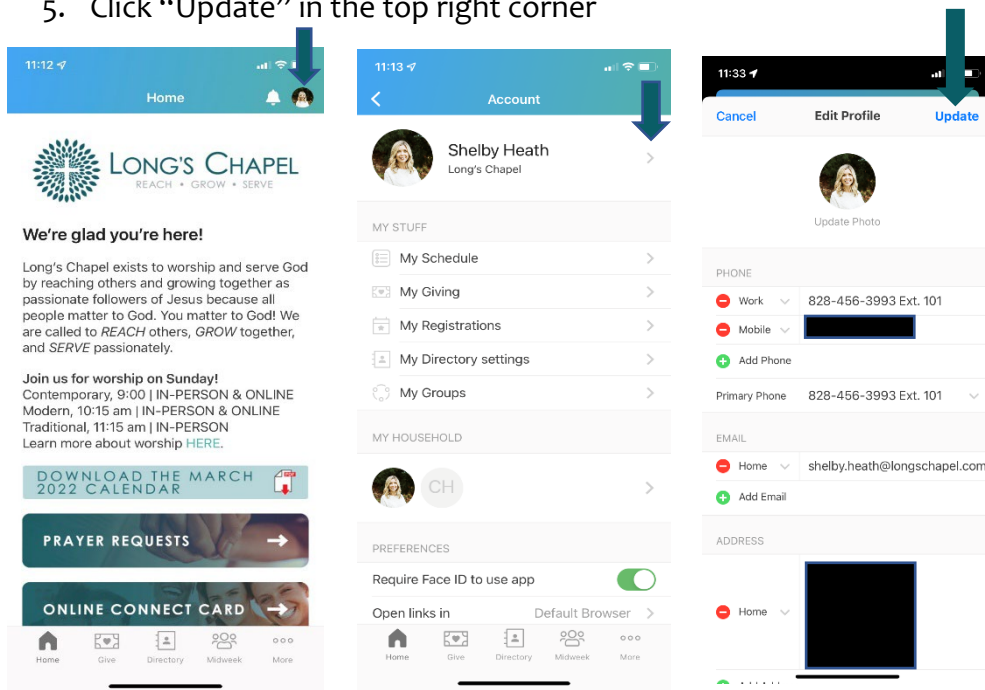 5. Click “Update” in the top right corner
11:12
Home
LONG'S CHAPEL
REACH • GROW • SERVE
We're glad you're here!
Long's Chapel exists to worship and serve God
by reaching others and growing together as
passionate followers of Jesus because all
people matter to God. You matter to God! We
are called to REACH others, GROW together,
and SERVE passionately.
Join us for worship on Sunday!
Contemporary, 9:00 | IN-PERSON & ONLINE
Modern, 10:15 am | IN-PERSON & ONLINE
Traditional, 11:15 am | IN-PERSON
Learn more about worship HERE.
DOWNLOAD THE MARCH
2022 CALENDAR
PRAYER REQUESTS
ONLINE CONNECT CARD
Home Give Directory Midweek More
11:13
Account
Shelby Heath
Long's Chapel
MY STUFF
My Schedule
My Giving
My Registrations
My Directory settings
My Groups
MY HOUSEHOLD
CH
PREFERENCES
Require Face ID to use app
Open links in Default Browser
Home Give Directory Midweek More
11:33
Cancel Edit Profile Update
Update Photo
PHONE
Work 828-456-3993 Ext. 101
Mobile
Add Phone
Primary Phone 828-456-3993 Ext. 101
EMAIL
Home shelby.heath@longschapel.com
Add Email
ADDRESS
Home